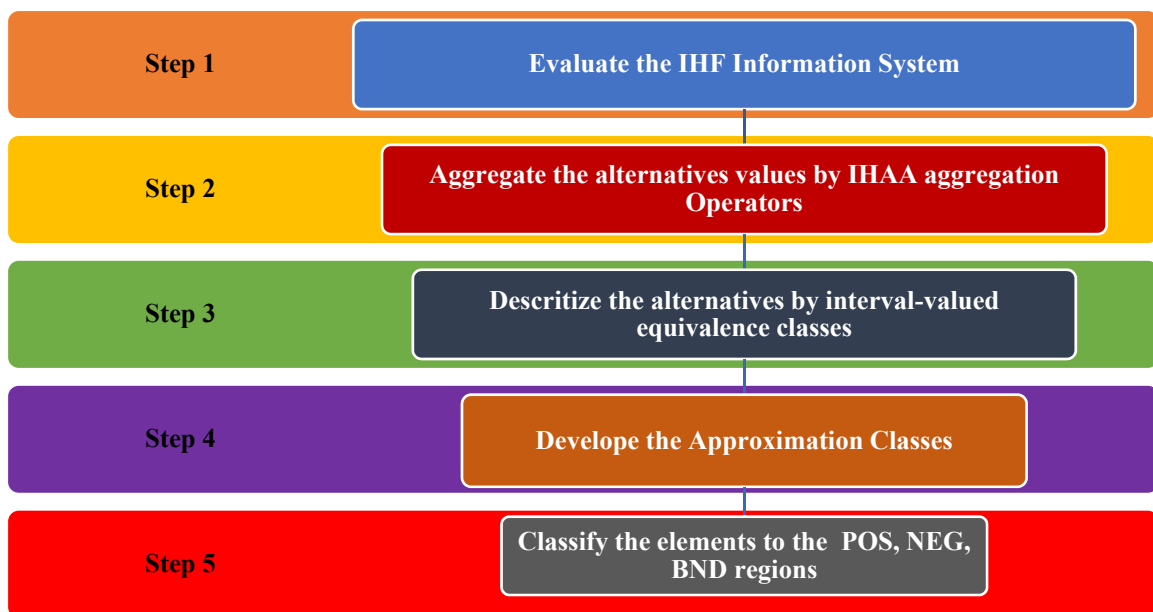 Step 1
Evaluate the IHF Information System
Step 2
Aggregate the alternatives values by IHAA aggregation
Operators
Step 3
Descritize the alternatives by interval-valued
equivalence classes
Step 4
Develope the Approximation Classes
Step 5
Classify the elements to the POS, NEG,
BND regions